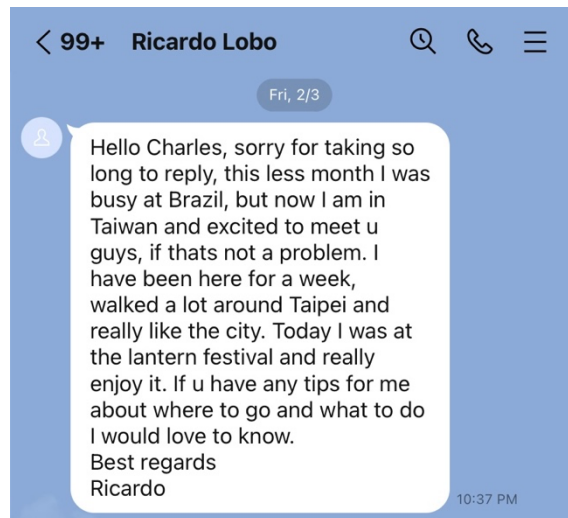 99+ Ricardo Lobo
Fri, 2/3
Hello Charles, sorry for taking so
long to reply, this less month I was
busy at Brazil, but now I am in
Taiwan and excited to meet u
guys, if thats not a problem. I
have been here for a week,
walked a lot around Taipei and
really like the city. Today I was at
the lantern festival and really
enjoy it. If u have any tips for me
about where to go and what to do
I would love to know.
Best regards
Ricardo
10:37 PM